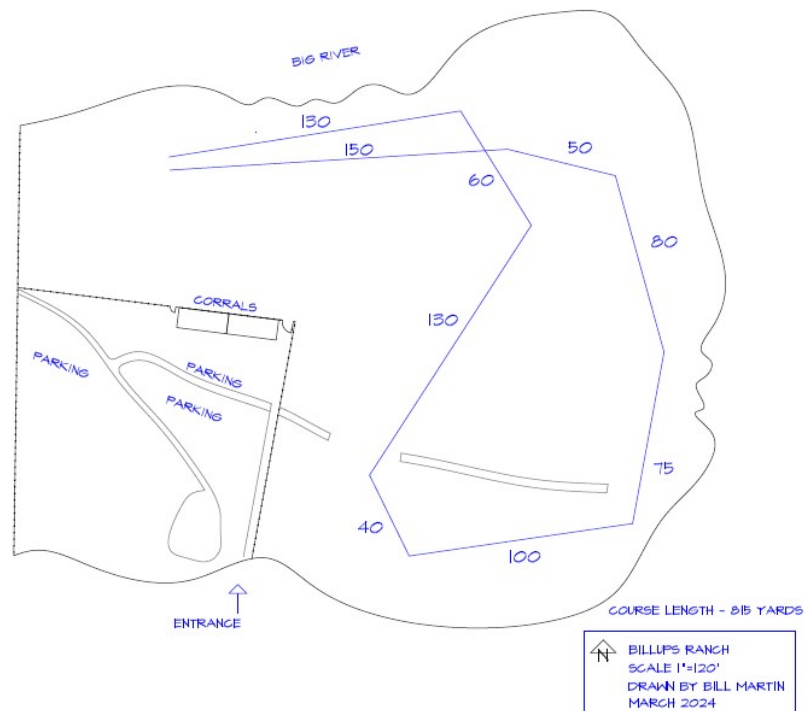 BIG RIVER
130
150
50
60
80
CORRALS
130
PARKING
PARKING
PARKING
75
40
100
ENTRANCE
COURSE LENGTH - 815 YARDS
N
BILLUPS RANCH
SCALE 1"=120'
DRAWN BY BILL MARTIN
MARCH 2024